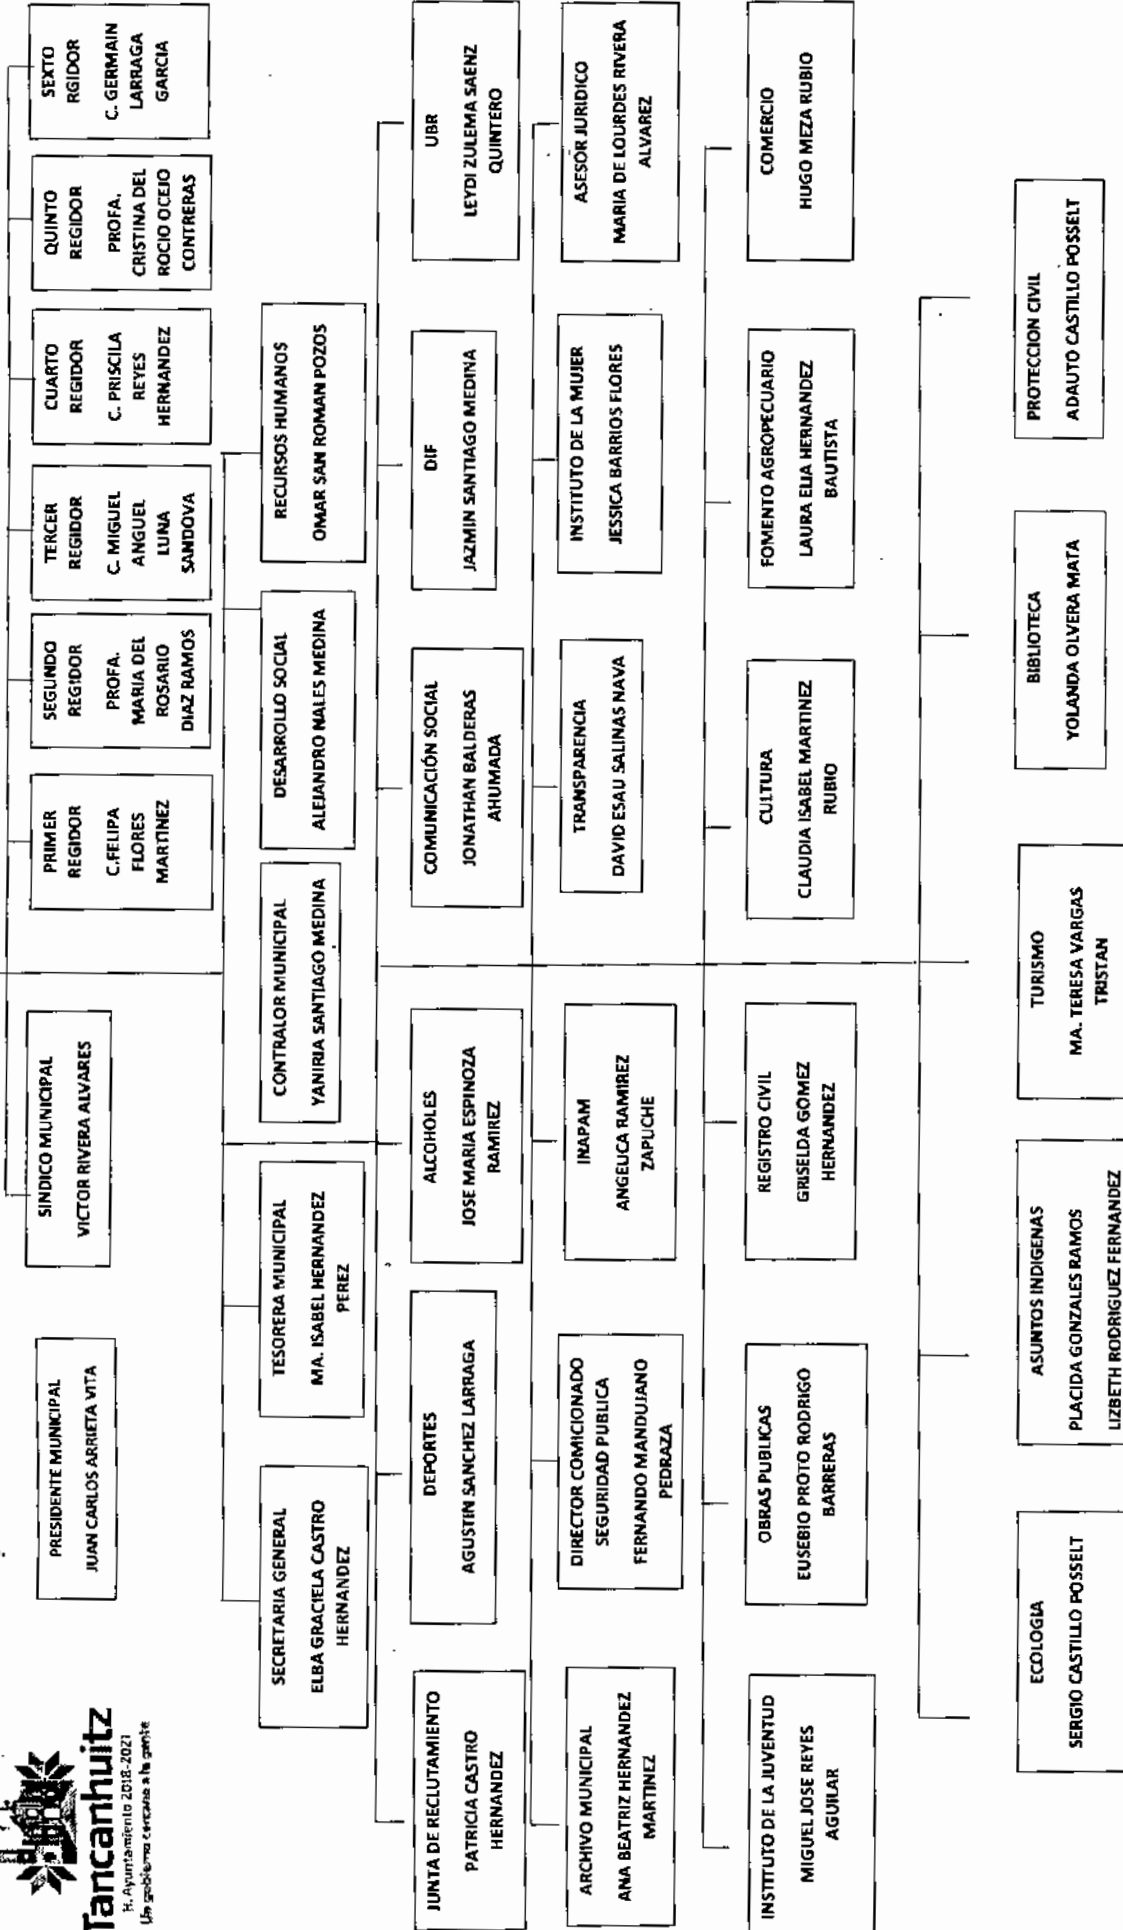 Tancanhuitz
H. Ayuntamiento 2018-2021
Un gobierno cercano a la gente
PRESIDENTE MUNICIPAL
JUAN CARLOS ARRIETA VITA
SINDICO MUNICIPAL
VICTOR RIVERA ALVARES
PRIMER
REGIDOR
C.FELIPA
FLORES
MARTINEZ
SEGUNDO
REGIDOR
PROFA.
MARIA DEL
ROSARIO
DIAZ RAMOS
TERCER
REGIDOR
C. MIGUEL
ANGUEL
LUNA
SANDOVA
CUARTO
REGIDOR
C. PRISCILA
REYES
HERNANDEZ
QUINTO
REGIDOR
PROFA.
CRISTINA DEL
ROCIO OCEJO
CONTRERAS
SEXTO
RGIDOR
C. GERMAIN
LARRAGA
GARCIA
SECRETARIA GENERAL
ELBA GRACIELA CASTRO
HERNANDEZ
TESORERA MUNICIPAL
MA. ISABEL HERNANDEZ
PEREZ
CONTRALOR MUNICIPAL
YANIRIA SANTIAGO MEDINA
DESARROLLO SOCIAL
ALEJANDRO NALES MEDINA
RECURSOS HUMANOS
OMAR SAN ROMAN POZOS
JUNTA DE RECLUTAMIENTO
PATRICIA CASTRO
HERNANDEZ
DEPORTES
AGUSTIN SANCHEZ LARRAGA
ALCOHOLES
JOSE MARIA ESPINOZA
RAMIREZ
COMUNICACIÓN SOCIAL
JONATHAN BALDERAS
AHUMADA
DIF
JAZMIN SANTIAGO MEDINA
UBR
LEYDI ZULEMA SAENZ
QUINTERO
ARCHIVO MUNICIPAL
ANA BEATRIZ HERNANDEZ
MARTINEZ
DIRECTOR COMICIONADO
SEGURIDAD PUBLICA
FERNANDO MANDUJANO
PEDRAZA
INAPAM
ANGELICA RAMIREZ
ZAPUCHE
TRANSPARENCIA
DAVID ESAU SALINAS NAVA
INSTITUTO DE LA MUJER
JESSICA BARRIOS FLORES
ASESOR JURIDICO
MARIA DE LOURDES RIVERA
ALVAREZ
INSTITUTO DE LA JUVENTUD
MIGUEL JOSE REYES
AGUILAR
OBRAS PUBLICAS
EUSEBIO PROTO RODRIGO
BARRERAS
REGISTRO CIVIL
GRISELDA GOMEZ
HERNANDEZ
CULTURA
CLAUDIA ISABEL MARTINEZ
RUBIO
FOMENTO AGROPECUARIO
LAURA ELIA HERNANDEZ
BAUTISTA
COMERCIO
HUGO MEZA RUBIO
ECOLOGIA
SERGIO CASTILLO POSSELT
ASUNTOS INDIGENAS
PLACIDA GONZALES RAMOS
LIZBETH RODRIGUEZ FERNANDEZ
TURISMO
MA. TERESA VARGAS
TRISTAN
BIBLIOTECA
YOLANDA OLVERA MATA
PROTECCION CIVIL
ADAUTO CASTILLO POSSELT